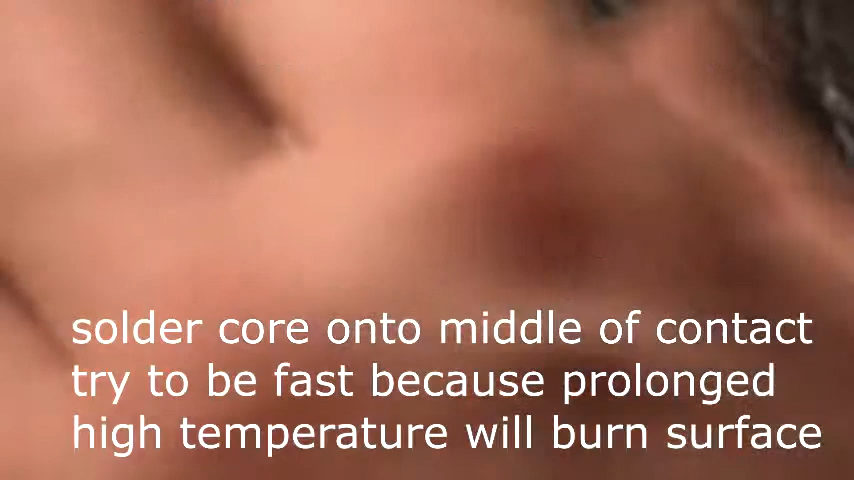 solder core onto middle of contact
try to be fast because prolonged
high temperature will burn surface